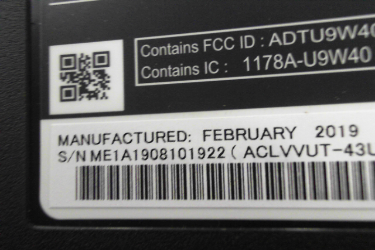 Contains FCC ID : ADTU9W40
Contains IC : 1178A-U9W40
MANUFACTURED: FEBRUARY 2019
S/N ME1A1908101922 ( ACLVVUT-43U